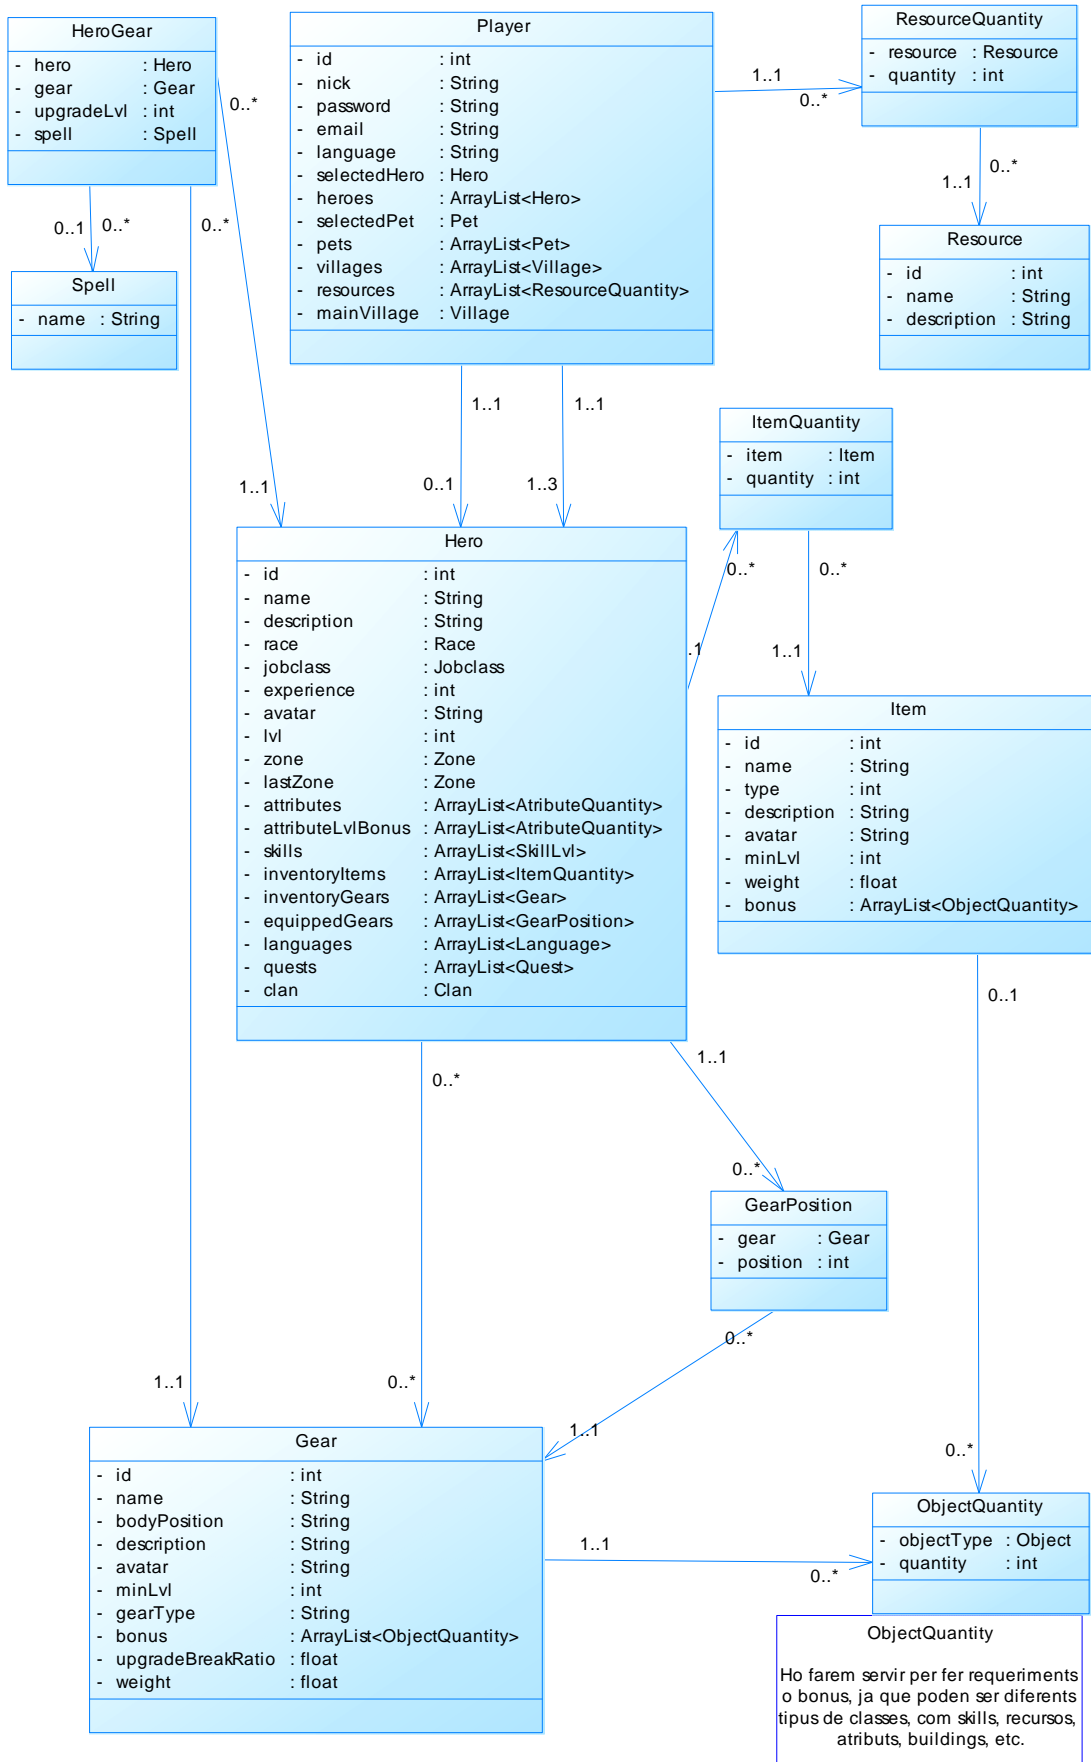 HeroGear
- hero : Hero
- gear : Gear
- upgradeLvl : int
- spell : Spell
Player
- id : int
- nick : String
- password : String
- email : String
- language : String
- selectedHero : Hero
- heroes : ArrayList<Hero>
- selectedPet : Pet
- pets : ArrayList<Pet>
- villages : ArrayList<Village>
- resources : ArrayList<ResourceQuantity>
- mainVillage : Village
ResourceQuantity
- resource : Resource
- quantity : int
1..1
0..*
0..*
0..*
1..1
0..1
0..*
0..*
Resource
- id : int
- name : String
- description : String
Spell
- name : String
1..1
1..1
0..1
1..3
1..1
ItemQuantity
- item : Item
- quantity : int
Hero
- id : int
- name : String
- description : String
- race : Race
- jobclass : Jobclass
- experience : int
- avatar : String
- lvl : int
- zone : Zone
- lastZone : Zone
- attributes : ArrayList<AtributeQuantity>
- attributeLvlBonus : ArrayList<AtributeQuantity>
- skills : ArrayList<SkillLvl>
- inventoryItems : ArrayList<ItemQuantity>
- inventoryGears : ArrayList<Gear>
- equippedGears : ArrayList<GearPosition>
- languages : ArrayList<Language>
- quests : ArrayList<Quest>
- clan : Clan
0..*
0..*
.1
1..1
Item
- id : int
- name : String
- type : int
- description : String
- avatar : String
- minLvl : int
- weight : float
- bonus : ArrayList<ObjectQuantity>
0..1
0..*
1..1
0..*
GearPosition
- gear : Gear
- position : int
0..*
1..1
1..1
0..*
Gear
- id : int
- name : String
- bodyPosition : String
- description : String
- avatar : String
- minLvl : int
- gearType : String
- bonus : ArrayList<ObjectQuantity>
- upgradeBreakRatio : float
- weight : float
0..*
1..1
0..*
ObjectQuantity
- objectType : Object
- quantity : int
ObjectQuantity
Ho farem servir per fer requeriments
o bonus, ja que poden ser diferents
tipus de classes, com skills, recursos,
atributs, buildings, etc.